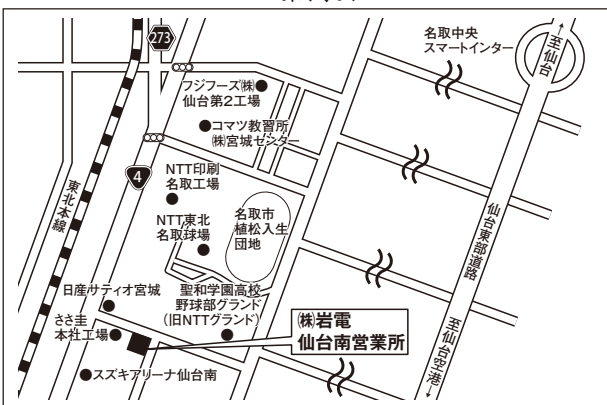 273
名取中央
スマートインター
至仙台
フジフーズ㈱
仙台第2工場
コマツ教習所
㈱宮城センター
4
NTT印刷
名取工場
東北本線
NTT東北
名取球場
名取市
植松入生
団地
仙台東部道路
日産サティオ宮城
聖和学園高校
野球部グランド
(旧NTTグランド)
ささ圭
本社工場
㈱岩電
仙台南営業所
至仙台空港
スズキアリーナ仙台南